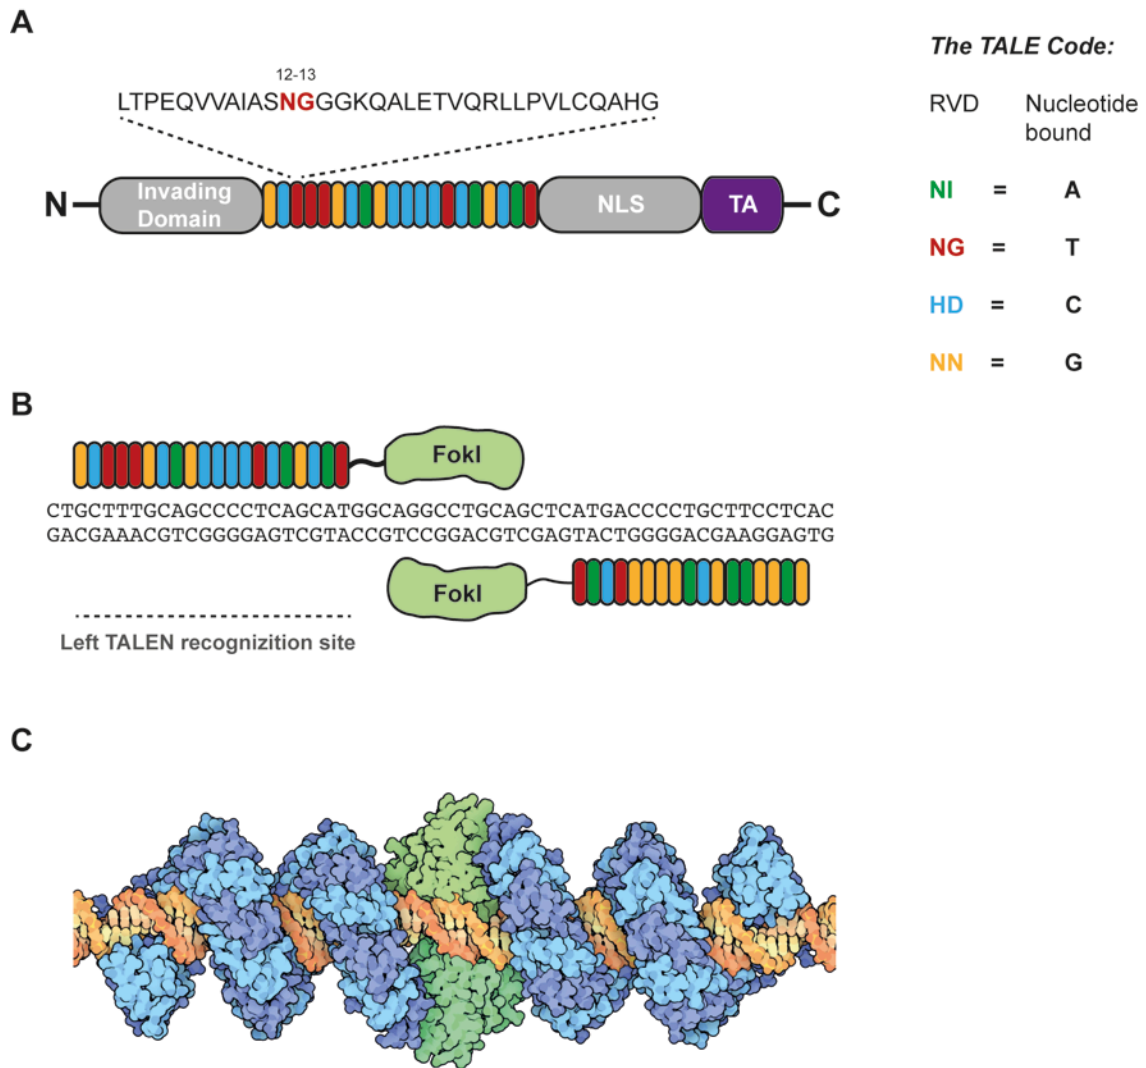 A
The TALE Code:
12-13
LTPEQVVAIASNGGGKQALETVQRLLPVLCQAHG
RVD Nucleotide
bound
N Invading
Domain NLS TA C
NI = A
NG = T
HD = C
NN = G
B
FokI
CTGCTTTGCAGCCCCTCAGCATGGCAGGCCTGCAGCTCATGACCCCTGCTTCCTCAC
GACGAAACGTCGGGGAGTCGTACCGTCCGGACGTCGAGTACTGGGGACGAAGGAGTG
FokI
Left TALEN recognizition site
C